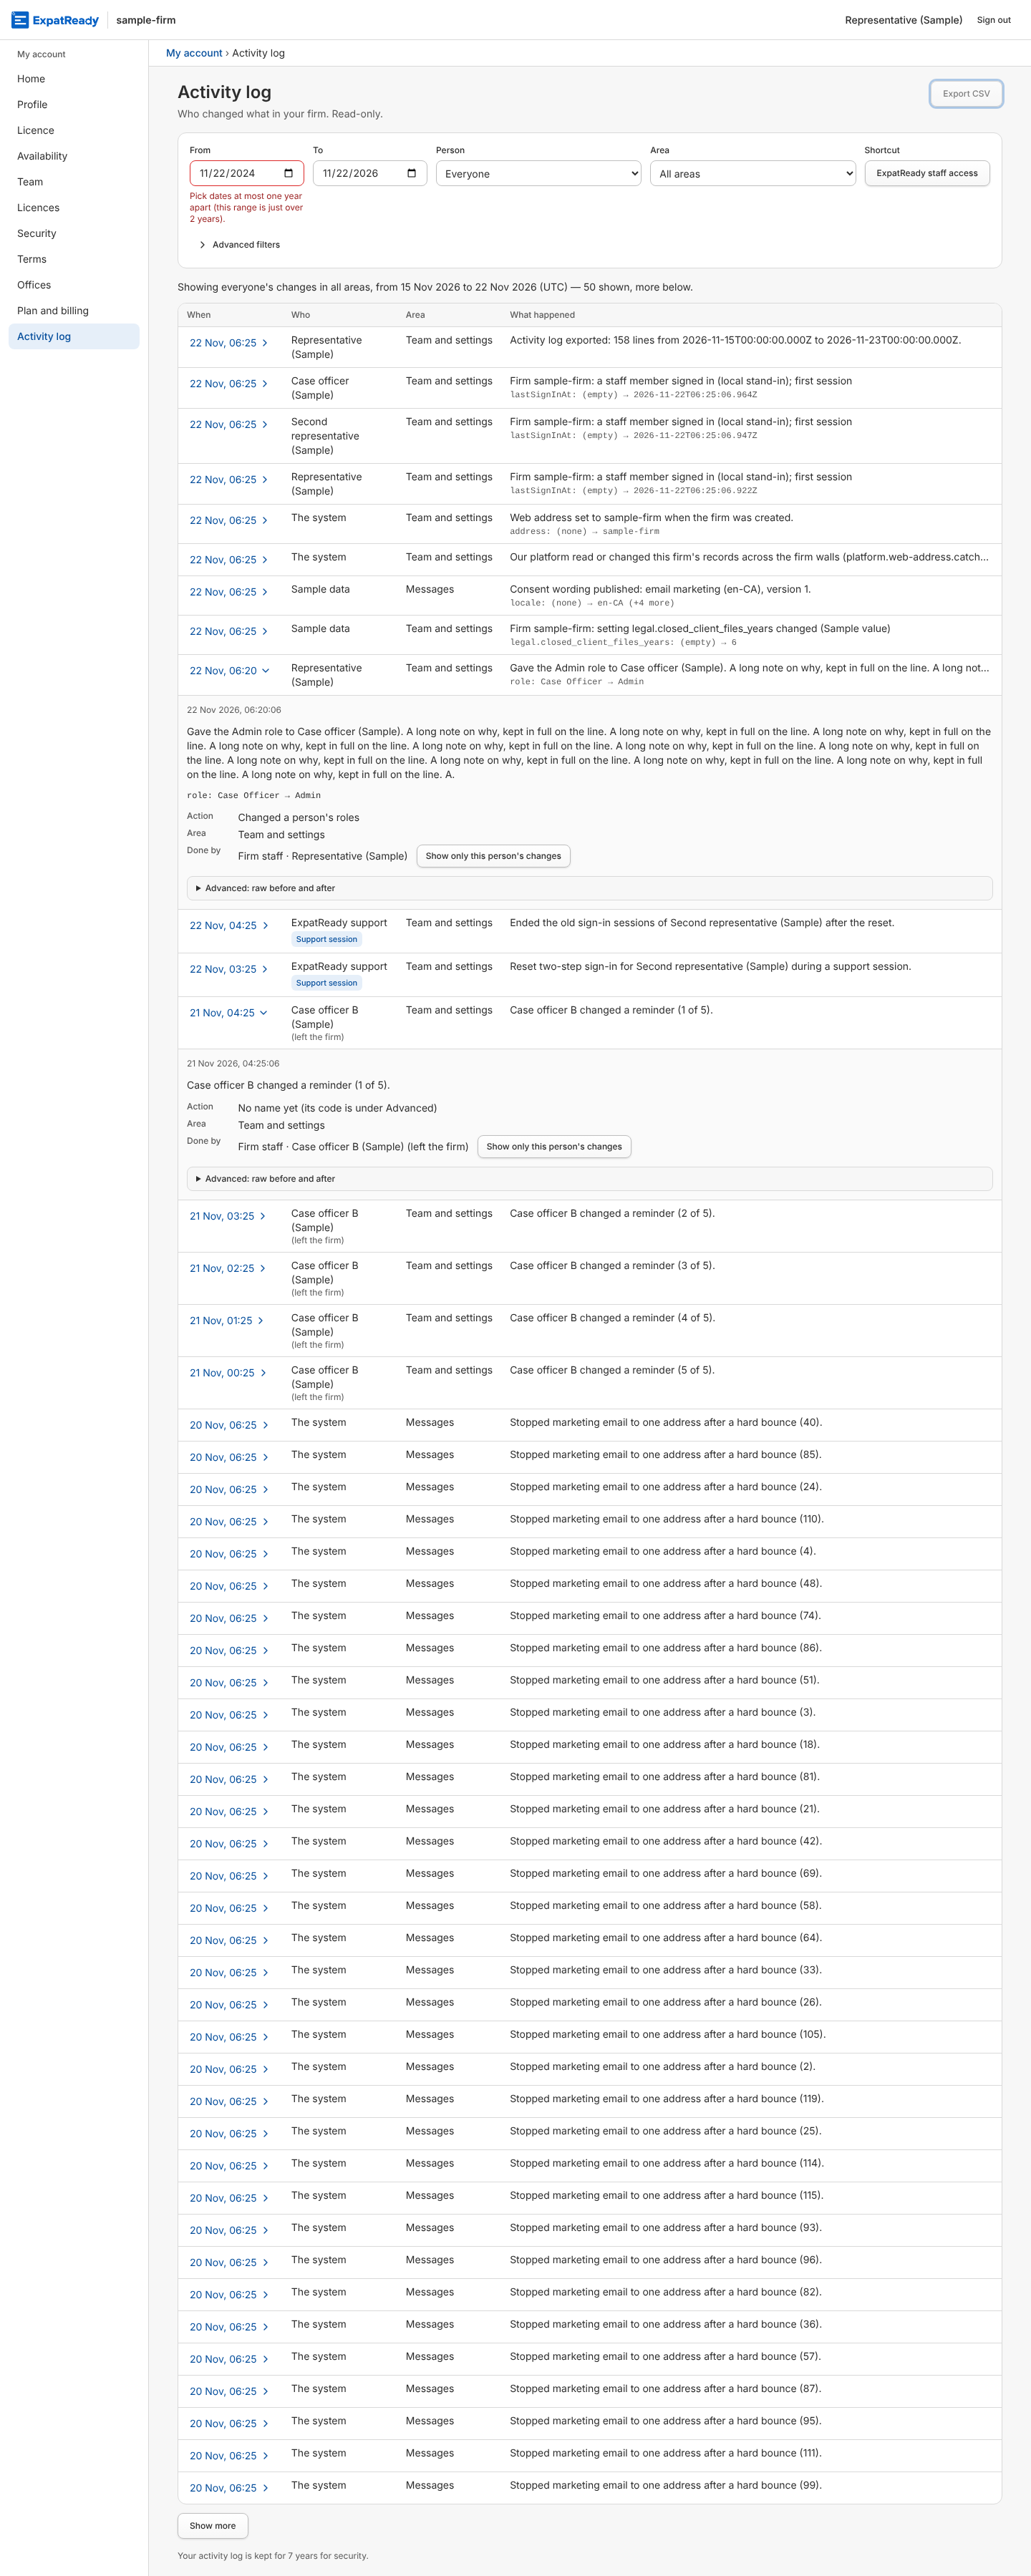 ExpatReady sample-firm Representative (Sample) Sign out
My account
Home
Profile
Licence
Availability
Team
Licences
Security
Terms
Offices
Plan and billing
Activity log
My account › Activity log
Activity log
Export CSV
Who changed what in your firm. Read-only.
From To Person Area Shortcut
11/22/2024 11/22/2026 Everyone All areas ExpatReady staff access
Pick dates at most one year
apart (this range is just over
2 years).
Advanced filters
Showing everyone's changes in all areas, from 15 Nov 2026 to 22 Nov 2026 (UTC) — 50 shown, more below.
When Who Area What happened
22 Nov, 06:25 Representative (Sample) Team and settings Activity log exported: 158 lines from 2026-11-15T00:00:00.000Z to 2026-11-23T00:00:00.000Z.
22 Nov, 06:25 Case officer (Sample) Team and settings Firm sample-firm: a staff member signed in (local stand-in); first session
lastSignInAt: (empty) → 2026-11-22T06:25:06.964Z
22 Nov, 06:25 Second representative (Sample) Team and settings Firm sample-firm: a staff member signed in (local stand-in); first session
lastSignInAt: (empty) → 2026-11-22T06:25:06.947Z
22 Nov, 06:25 Representative (Sample) Team and settings Firm sample-firm: a staff member signed in (local stand-in); first session
lastSignInAt: (empty) → 2026-11-22T06:25:06.922Z
22 Nov, 06:25 The system Team and settings Web address set to sample-firm when the firm was created.
address: (none) → sample-firm
22 Nov, 06:25 The system Team and settings Our platform read or changed this firm's records across the firm walls (platform.web-address.catch...
22 Nov, 06:25 Sample data Messages Consent wording published: email marketing (en-CA), version 1.
locale: (none) → en-CA (+4 more)
22 Nov, 06:25 Sample data Team and settings Firm sample-firm: setting legal.closed_client_files_years changed (Sample value)
legal.closed_client_files_years: (empty) → 6
22 Nov, 06:20 Representative (Sample) Team and settings Gave the Admin role to Case officer (Sample). A long note on why, kept in full on the line. A long not...
role: Case Officer → Admin
22 Nov 2026, 06:20:06
Gave the Admin role to Case officer (Sample). A long note on why, kept in full on the line. A long note on why, kept in full on the line. A long note on why, kept in full on the
line. A long note on why, kept in full on the line. A long note on why, kept in full on the line. A long note on why, kept in full on the line. A long note on why, kept in full on
the line. A long note on why, kept in full on the line. A long note on why, kept in full on the line. A long note on why, kept in full on the line. A long note on why, kept in full
on the line. A long note on why, kept in full on the line. A.
role: Case Officer → Admin
Action Changed a person's roles
Area Team and settings
Done by Firm staff · Representative (Sample) Show only this person's changes
Advanced: raw before and after
22 Nov, 04:25 ExpatReady support Team and settings Ended the old sign-in sessions of Second representative (Sample) after the reset.
Support session
22 Nov, 03:25 ExpatReady support Team and settings Reset two-step sign-in for Second representative (Sample) during a support session.
Support session
21 Nov, 04:25 Case officer B (Sample) Team and settings Case officer B changed a reminder (1 of 5).
(left the firm)
21 Nov 2026, 04:25:06
Case officer B changed a reminder (1 of 5).
Action No name yet (its code is under Advanced)
Area Team and settings
Done by Firm staff · Case officer B (Sample) (left the firm) Show only this person's changes
Advanced: raw before and after
21 Nov, 03:25 Case officer B (Sample) Team and settings Case officer B changed a reminder (2 of 5).
(left the firm)
21 Nov, 02:25 Case officer B (Sample) Team and settings Case officer B changed a reminder (3 of 5).
(left the firm)
21 Nov, 01:25 Case officer B (Sample) Team and settings Case officer B changed a reminder (4 of 5).
(left the firm)
21 Nov, 00:25 Case officer B (Sample) Team and settings Case officer B changed a reminder (5 of 5).
(left the firm)
20 Nov, 06:25 The system Messages Stopped marketing email to one address after a hard bounce (40).
20 Nov, 06:25 The system Messages Stopped marketing email to one address after a hard bounce (85).
20 Nov, 06:25 The system Messages Stopped marketing email to one address after a hard bounce (24).
20 Nov, 06:25 The system Messages Stopped marketing email to one address after a hard bounce (110).
20 Nov, 06:25 The system Messages Stopped marketing email to one address after a hard bounce (4).
20 Nov, 06:25 The system Messages Stopped marketing email to one address after a hard bounce (48).
20 Nov, 06:25 The system Messages Stopped marketing email to one address after a hard bounce (74).
20 Nov, 06:25 The system Messages Stopped marketing email to one address after a hard bounce (86).
20 Nov, 06:25 The system Messages Stopped marketing email to one address after a hard bounce (51).
20 Nov, 06:25 The system Messages Stopped marketing email to one address after a hard bounce (3).
20 Nov, 06:25 The system Messages Stopped marketing email to one address after a hard bounce (18).
20 Nov, 06:25 The system Messages Stopped marketing email to one address after a hard bounce (81).
20 Nov, 06:25 The system Messages Stopped marketing email to one address after a hard bounce (21).
20 Nov, 06:25 The system Messages Stopped marketing email to one address after a hard bounce (42).
20 Nov, 06:25 The system Messages Stopped marketing email to one address after a hard bounce (69).
20 Nov, 06:25 The system Messages Stopped marketing email to one address after a hard bounce (58).
20 Nov, 06:25 The system Messages Stopped marketing email to one address after a hard bounce (64).
20 Nov, 06:25 The system Messages Stopped marketing email to one address after a hard bounce (33).
20 Nov, 06:25 The system Messages Stopped marketing email to one address after a hard bounce (26).
20 Nov, 06:25 The system Messages Stopped marketing email to one address after a hard bounce (105).
20 Nov, 06:25 The system Messages Stopped marketing email to one address after a hard bounce (2).
20 Nov, 06:25 The system Messages Stopped marketing email to one address after a hard bounce (119).
20 Nov, 06:25 The system Messages Stopped marketing email to one address after a hard bounce (25).
20 Nov, 06:25 The system Messages Stopped marketing email to one address after a hard bounce (114).
20 Nov, 06:25 The system Messages Stopped marketing email to one address after a hard bounce (115).
20 Nov, 06:25 The system Messages Stopped marketing email to one address after a hard bounce (93).
20 Nov, 06:25 The system Messages Stopped marketing email to one address after a hard bounce (96).
20 Nov, 06:25 The system Messages Stopped marketing email to one address after a hard bounce (82).
20 Nov, 06:25 The system Messages Stopped marketing email to one address after a hard bounce (36).
20 Nov, 06:25 The system Messages Stopped marketing email to one address after a hard bounce (57).
20 Nov, 06:25 The system Messages Stopped marketing email to one address after a hard bounce (87).
20 Nov, 06:25 The system Messages Stopped marketing email to one address after a hard bounce (95).
20 Nov, 06:25 The system Messages Stopped marketing email to one address after a hard bounce (111).
20 Nov, 06:25 The system Messages Stopped marketing email to one address after a hard bounce (99).
Show more
Your activity log is kept for 7 years for security.